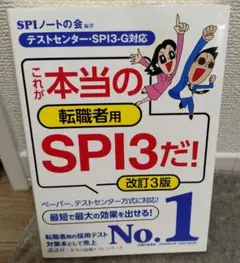 SPIノートの会 編著
テストセンター・SPI3-G対応
これが
本当の
転職者用
SPI3だ!
改訂3版
ペーパー、テストセンター方式に対応!
最短で最大の効果を出せる!
転職者用の採用テスト
対策本として売上
No.1